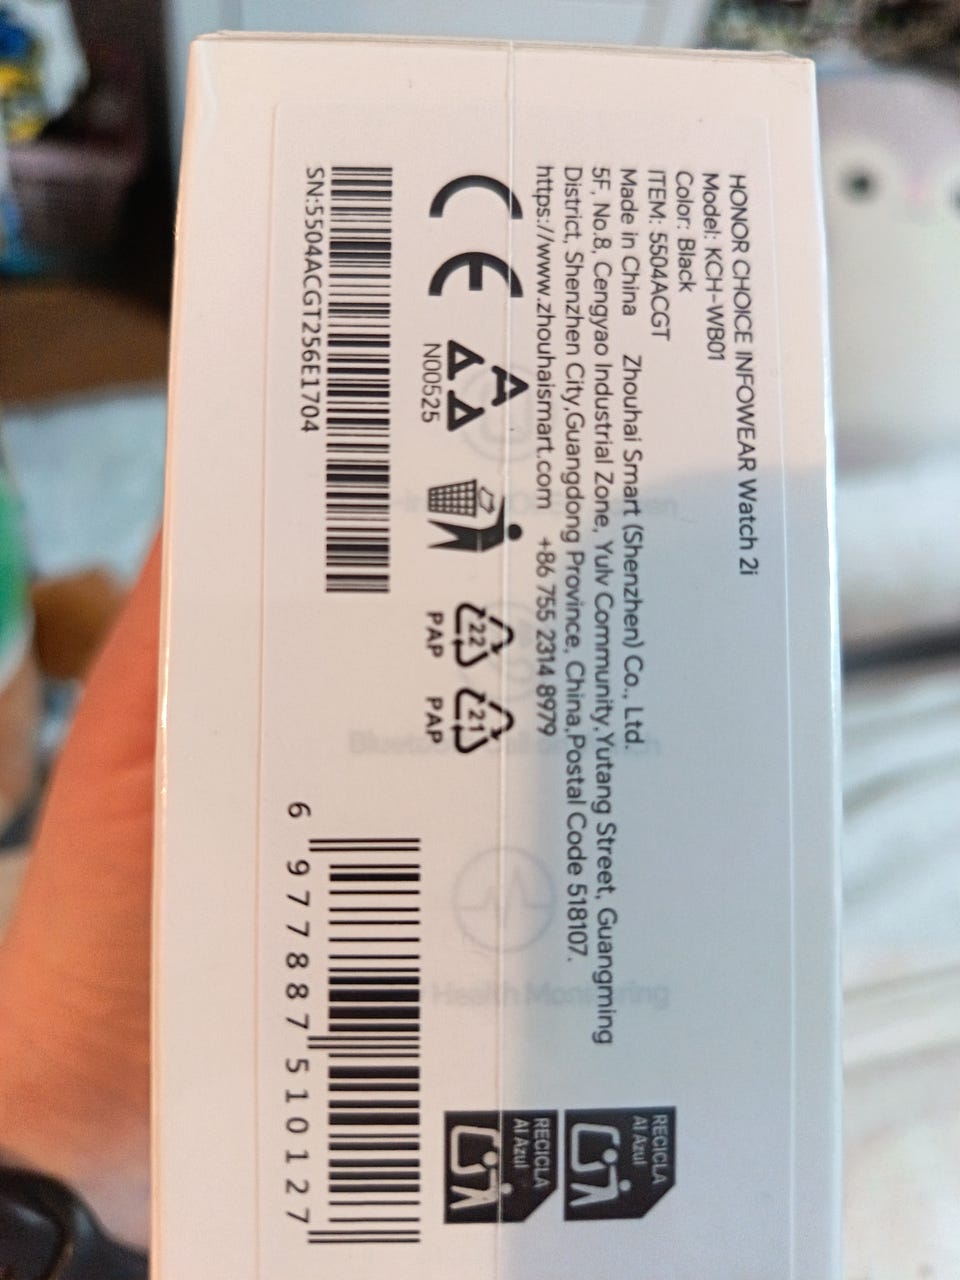 HONOR CHOICE INFOWEAR Watch 2i
Model: KCH-WB01
Color: Black
ITEM: 5504ACGT
Made in China Zhouhai Smart (Shenzhen) Co., Ltd.
5F, No.8, Cengyao Industrial Zone, Yulv Community,Yutang Street, Guangming
District, Shenzhen City,Guangdong Province, China,Postal Code 518107.
https://www.zhouhaismart.com +86 755 2314 8979
CE
N00525
22
PAP
21
PAP
SN:5504ACGT256E1704
6 977887 510127
RECICLA
Al Azul
RECICLA
Al Azul
Health Monitoring